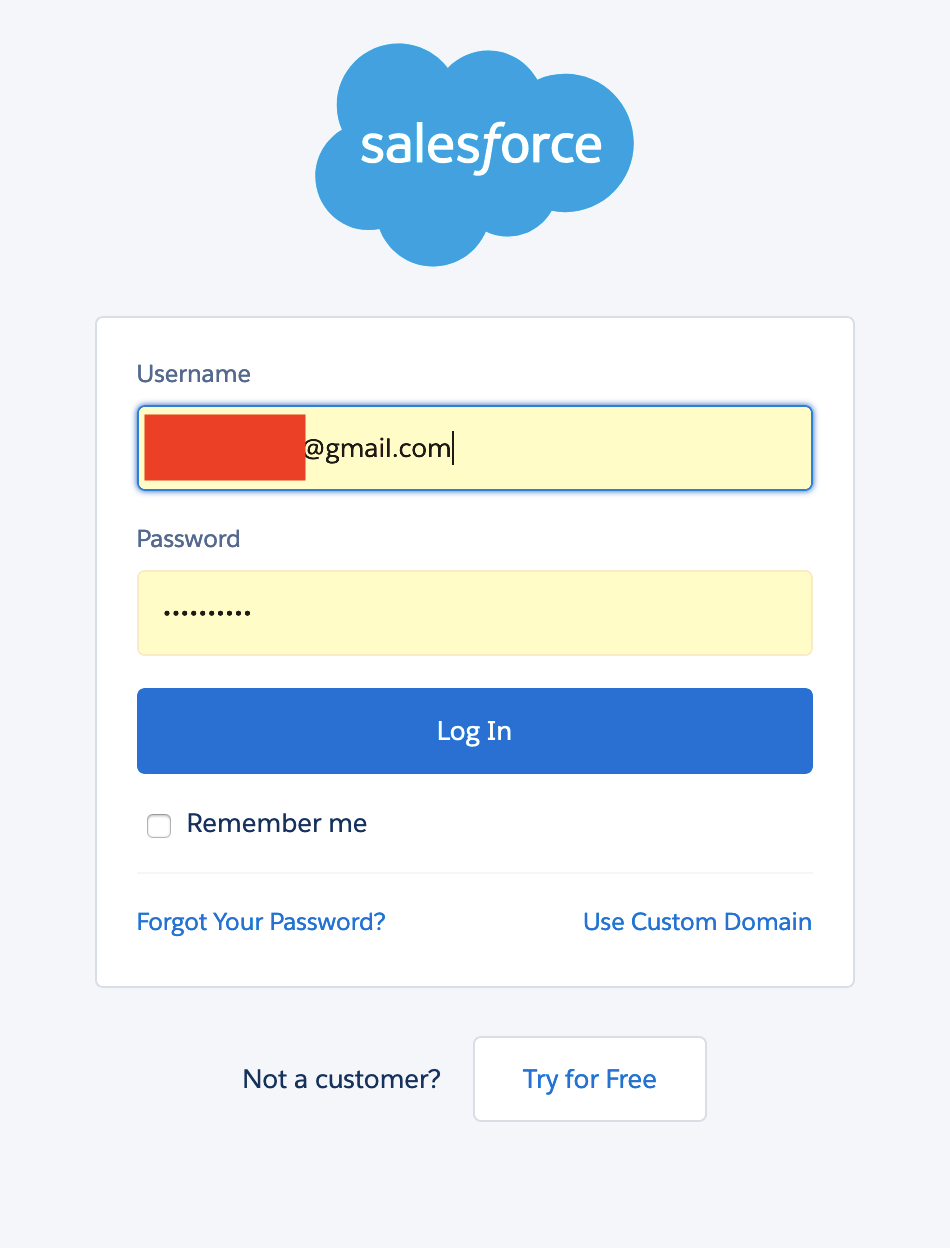 salesforce
Username
@gmail.com
Password
••••••••••
Log In
Remember me
Forgot Your Password? Use Custom Domain
Not a customer? Try for Free